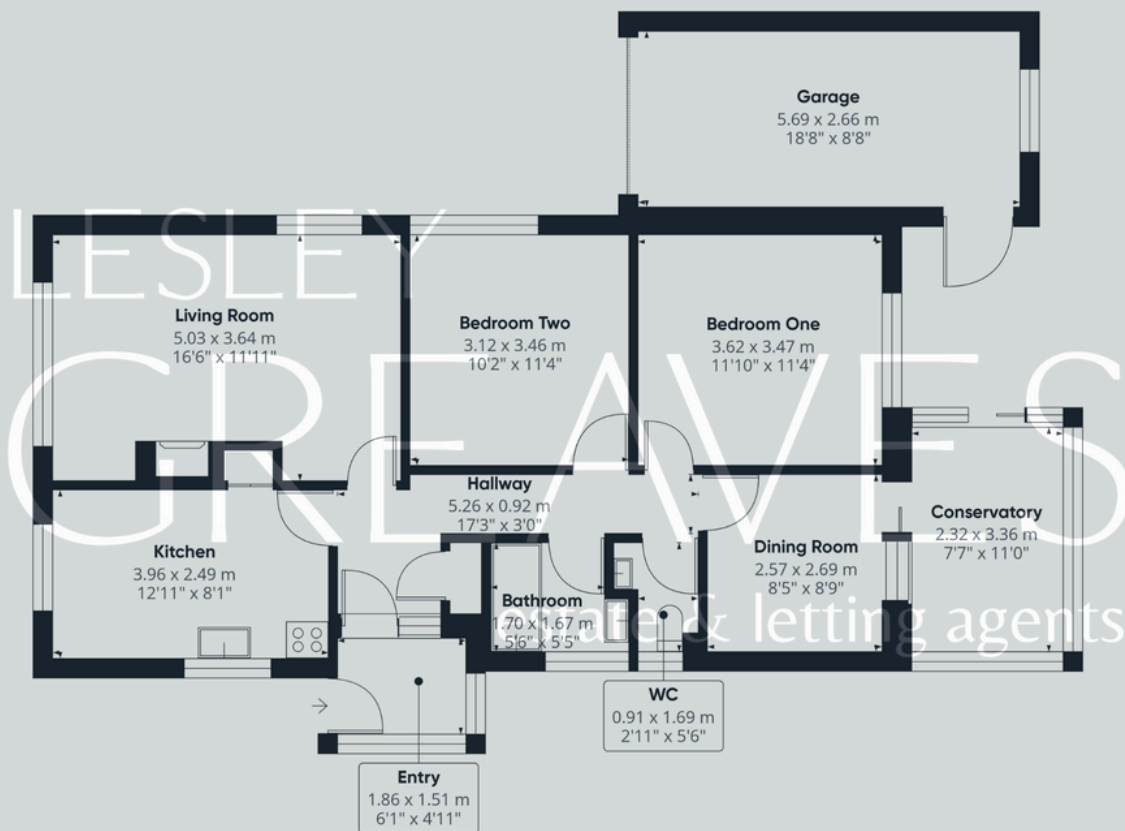 Garage
5.69 x 2.66 m
18'8" x 8'8"
LESLEY
GREAVES
estate & letting agents
Living Room
5.03 x 3.64 m
16'6" x 11'11"
Bedroom Two
3.12 x 3.46 m
10'2" x 11'4"
Bedroom One
3.62 x 3.47 m
11'10" x 11'4"
Hallway
5.26 x 0.92 m
17'3" x 3'0"
Conservatory
2.32 x 3.36 m
7'7" x 11'0"
Kitchen
3.96 x 2.49 m
12'11" x 8'1"
Dining Room
2.57 x 2.69 m
8'5" x 8'9"
Bathroom
1.70 x 1.67 m
5'6" x 5'5"
WC
0.91 x 1.69 m
2'11" x 5'6"
Entry
1.86 x 1.51 m
6'1" x 4'11"